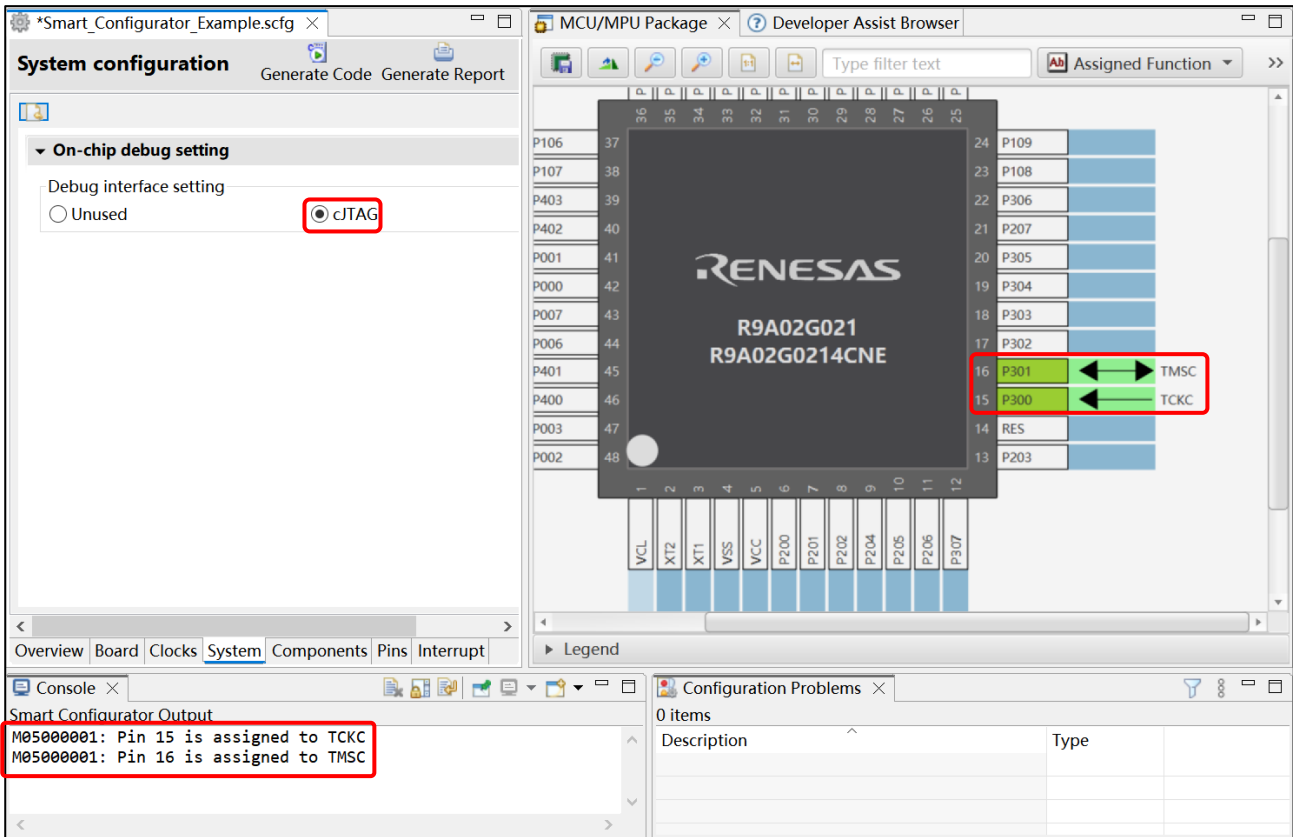 *Smart_Configurator_Example.scfg
System configuration
Generate Code
Generate Report
On-chip debug setting
Debug interface setting
Unused
cJTAG
Overview
Board
Clocks
System
Components
Pins
Interrupt
MCU/MPU Package
Developer Assist Browser
1:1
Type filter text
Ab Assigned Function
P P P P P P P P P P P P
36 35 34 33 32 31 30 29 28 27 26 25
P106 37
P107 38
P403 39
P402 40
P001 41
P000 42
P007 43
P006 44
P401 45
P400 46
P003 47
P002 48
RENESAS
R9A02G021
R9A02G0214CNE
24 P109
23 P108
22 P306
21 P207
20 P305
19 P304
18 P303
17 P302
16 P301 TMSC
15 P300 TCKC
14 RES
13 P203
1 2 3 4 5 6 7 8 9 10 11 12
VCL XT2 XT1 VSS VCC P200 P201 P202 P204 P205 P206 P307
Legend
Console
Smart Configurator Output
M05000001: Pin 15 is assigned to TCKC
M05000001: Pin 16 is assigned to TMSC
Configuration Problems
0 items
Description
Type